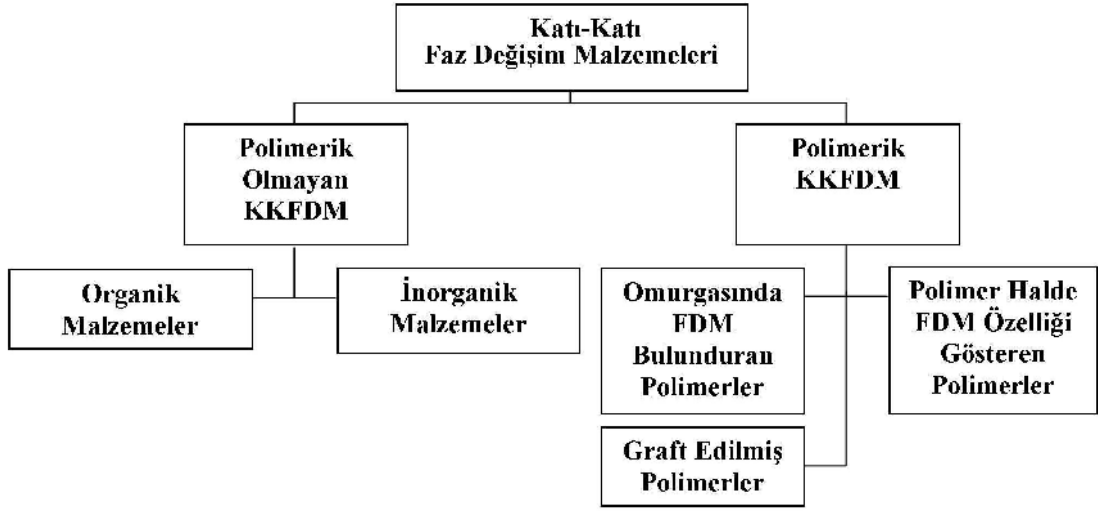 Katı-Katı
Faz Değişim Malzemeleri
Polimerik
Olmayan
KKFDM
Polimerik
KKFDM
Organik
Malzemeler
İnorganik
Malzemeler
Omurgasında
FDM
Bulunduran
Polimerler
Polimer Halde
FDM Özelliği
Gösteren
Polimerler
Graft Edilmiş
Polimerler